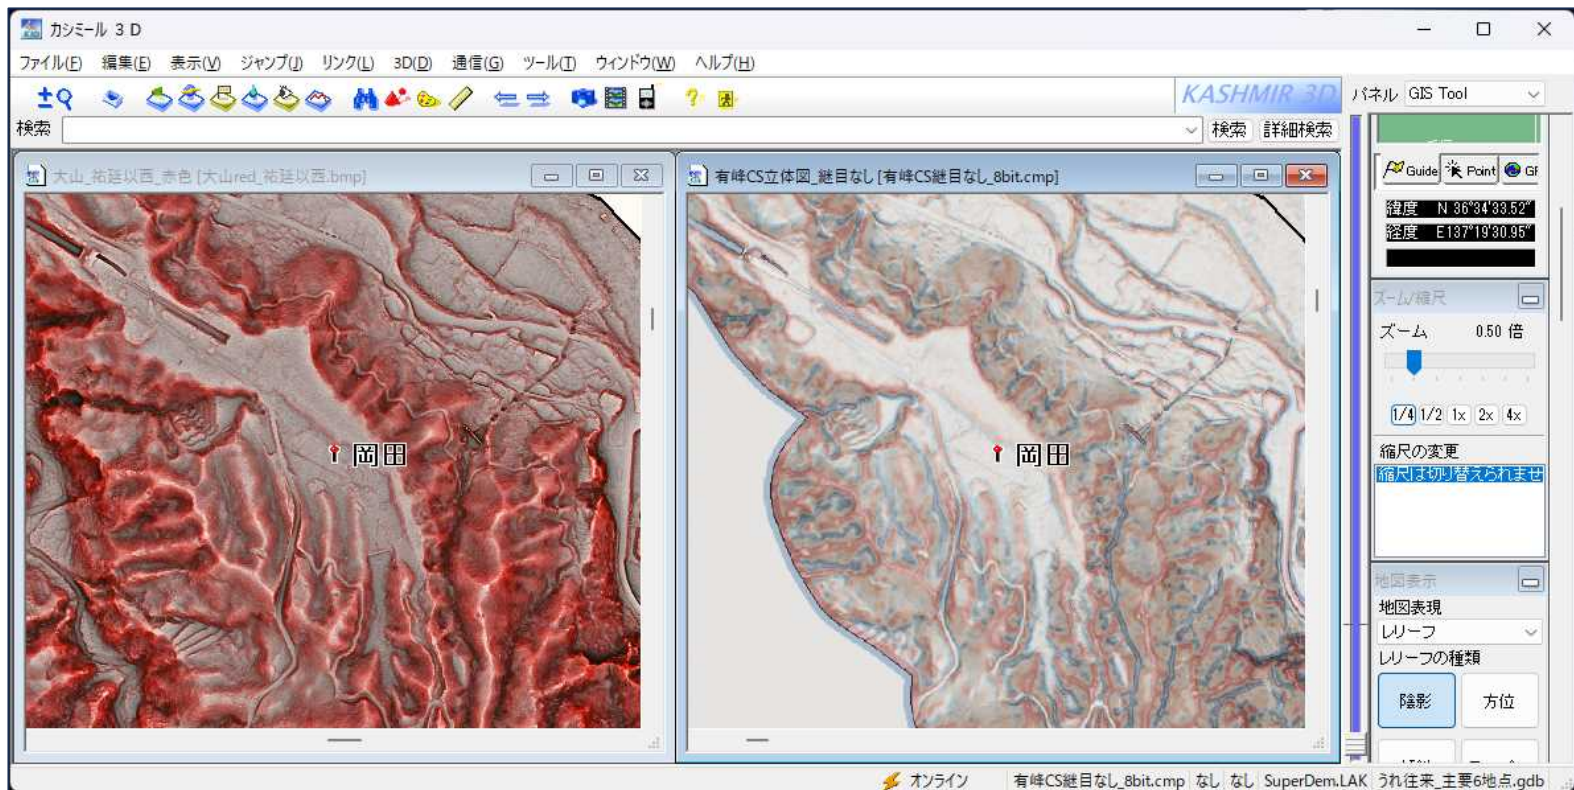 カシミール 3 D
ファイル(F) 編集(E) 表示(V) ジャンプ(J) リンク(L) 3D(D) 通信(G) ツール(T) ウィンドウ(W) ヘルプ(H)
KASHMIR 3D
パネル GIS Tool
検索 検索 詳細検索
大山_祐延以西_赤色 [大山red_祐延以西.bmp]
有峰CS立体図_継目なし [有峰CS継目なし_8bit.cmp]
Guide Point
緯度 N 36°34'33.52"
経度 E137°19'30.95"
ズーム/縮尺
ズーム 0.50 倍
1/4 1/2 1x 2x 4x
縮尺の変更
縮尺は切り替えられませ
岡田
岡田
地図表示
地図表現
レリーフ
レリーフの種類
陰影 方位
オンライン 有峰CS継目なし_8bit.cmp なし なし SuperDem.LAK うれ往来_主要6地点.gdb